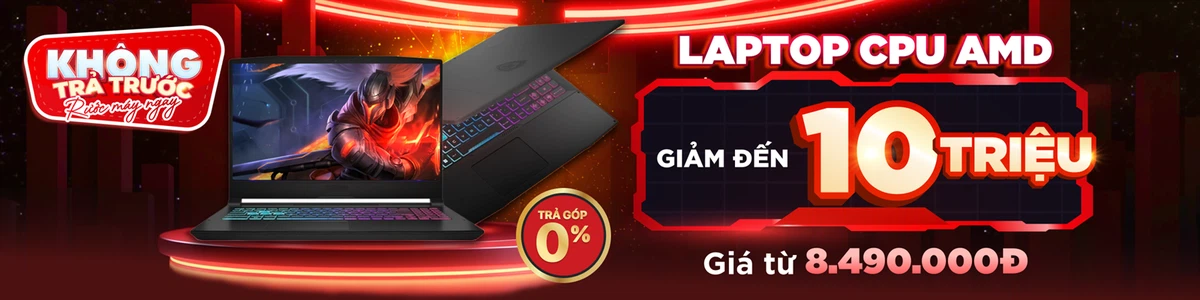 KHÔNG
TRẢ TRƯỚC
Rước máy ngay
TRẢ GÓP
0%
LAPTOP CPU AMD
GIẢM ĐẾN 10 TRIỆU
Giá từ 8.490.000Đ